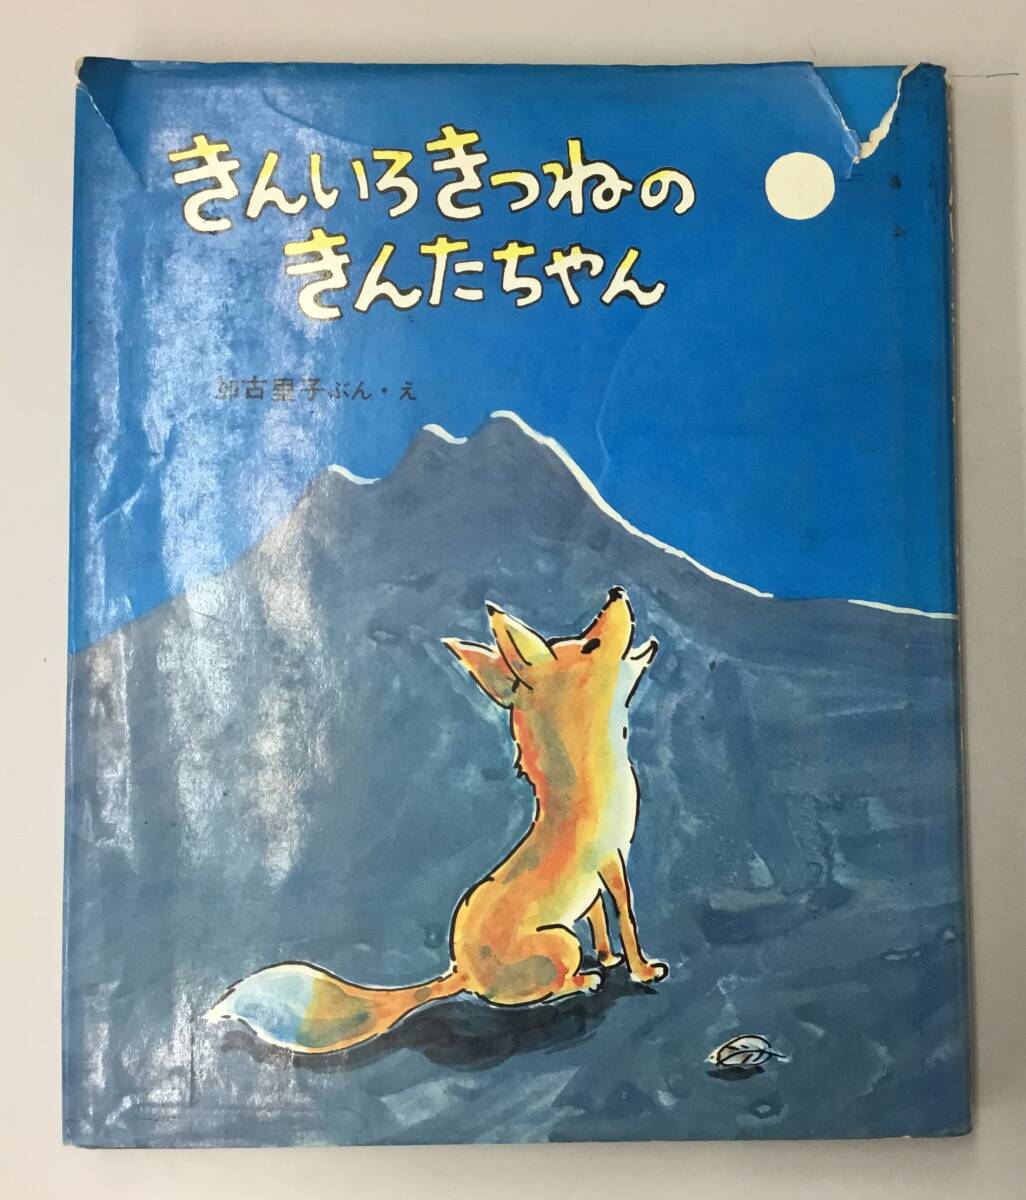 きんいろきつねの
きんたちゃん
加古里子ぶん・え